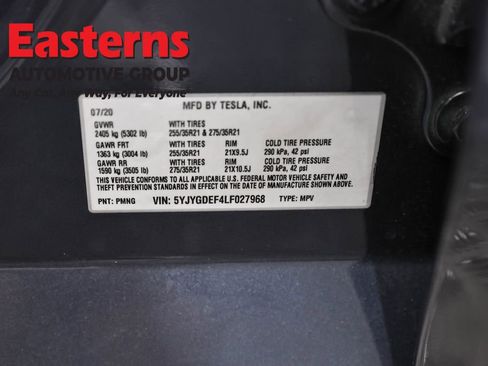 Easterns
AUTOMOTIVE GROUP
Any Car, Any Way, For Everyone
MFD BY TESLA, INC.
07/20
GVWR WITH TIRES
2405 kg (5302 lb) 255/35R21 & 275/35R21
GAWR FRT WITH TIRES RIM COLD TIRE PRESSURE
1363 kg (3004 lb) 255/35R21 21X9.5J 290 kPa, 42 psi
GAWR RR WITH TIRES RIM COLD TIRE PRESSURE
1590 kg (3505 lb) 275/35R21 21X10.5J 290 kPa, 42 psi
THIS VEHICLE CONFORMS TO ALL APPLICABLE FEDERAL MOTOR VEHICLE SAFETY AND
THEFT PREVENTION STANDARDS IN EFFECT ON THE DATE OF MANUFACTURE SHOWN ABOVE.
PNT: PMNG VIN: 5YJYGDEF4LF027968 TYPE: MPV